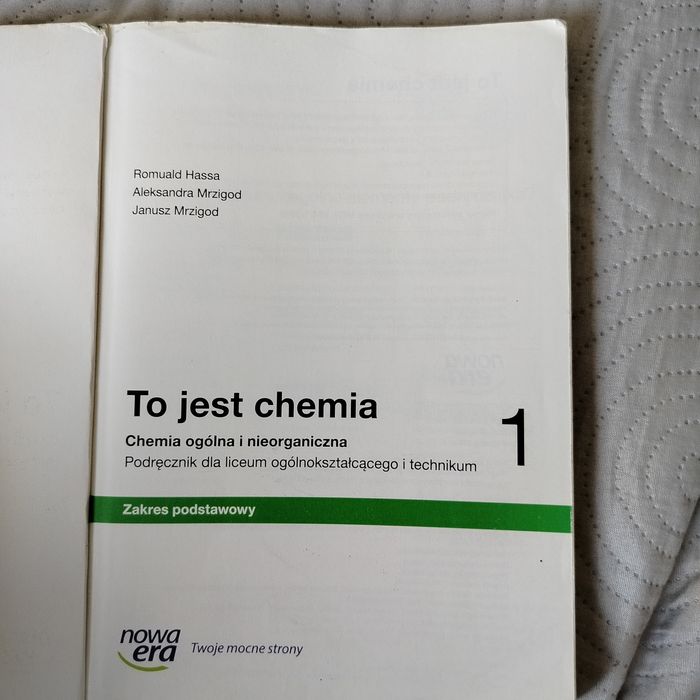 Romuald Hassa
Aleksandra Mrzigod
Janusz Mrzigod
To jest chemia 1
Chemia ogólna i nieorganiczna
Podręcznik dla liceum ogólnokształcącego i technikum
Zakres podstawowy
nowa
era
Twoje mocne strony